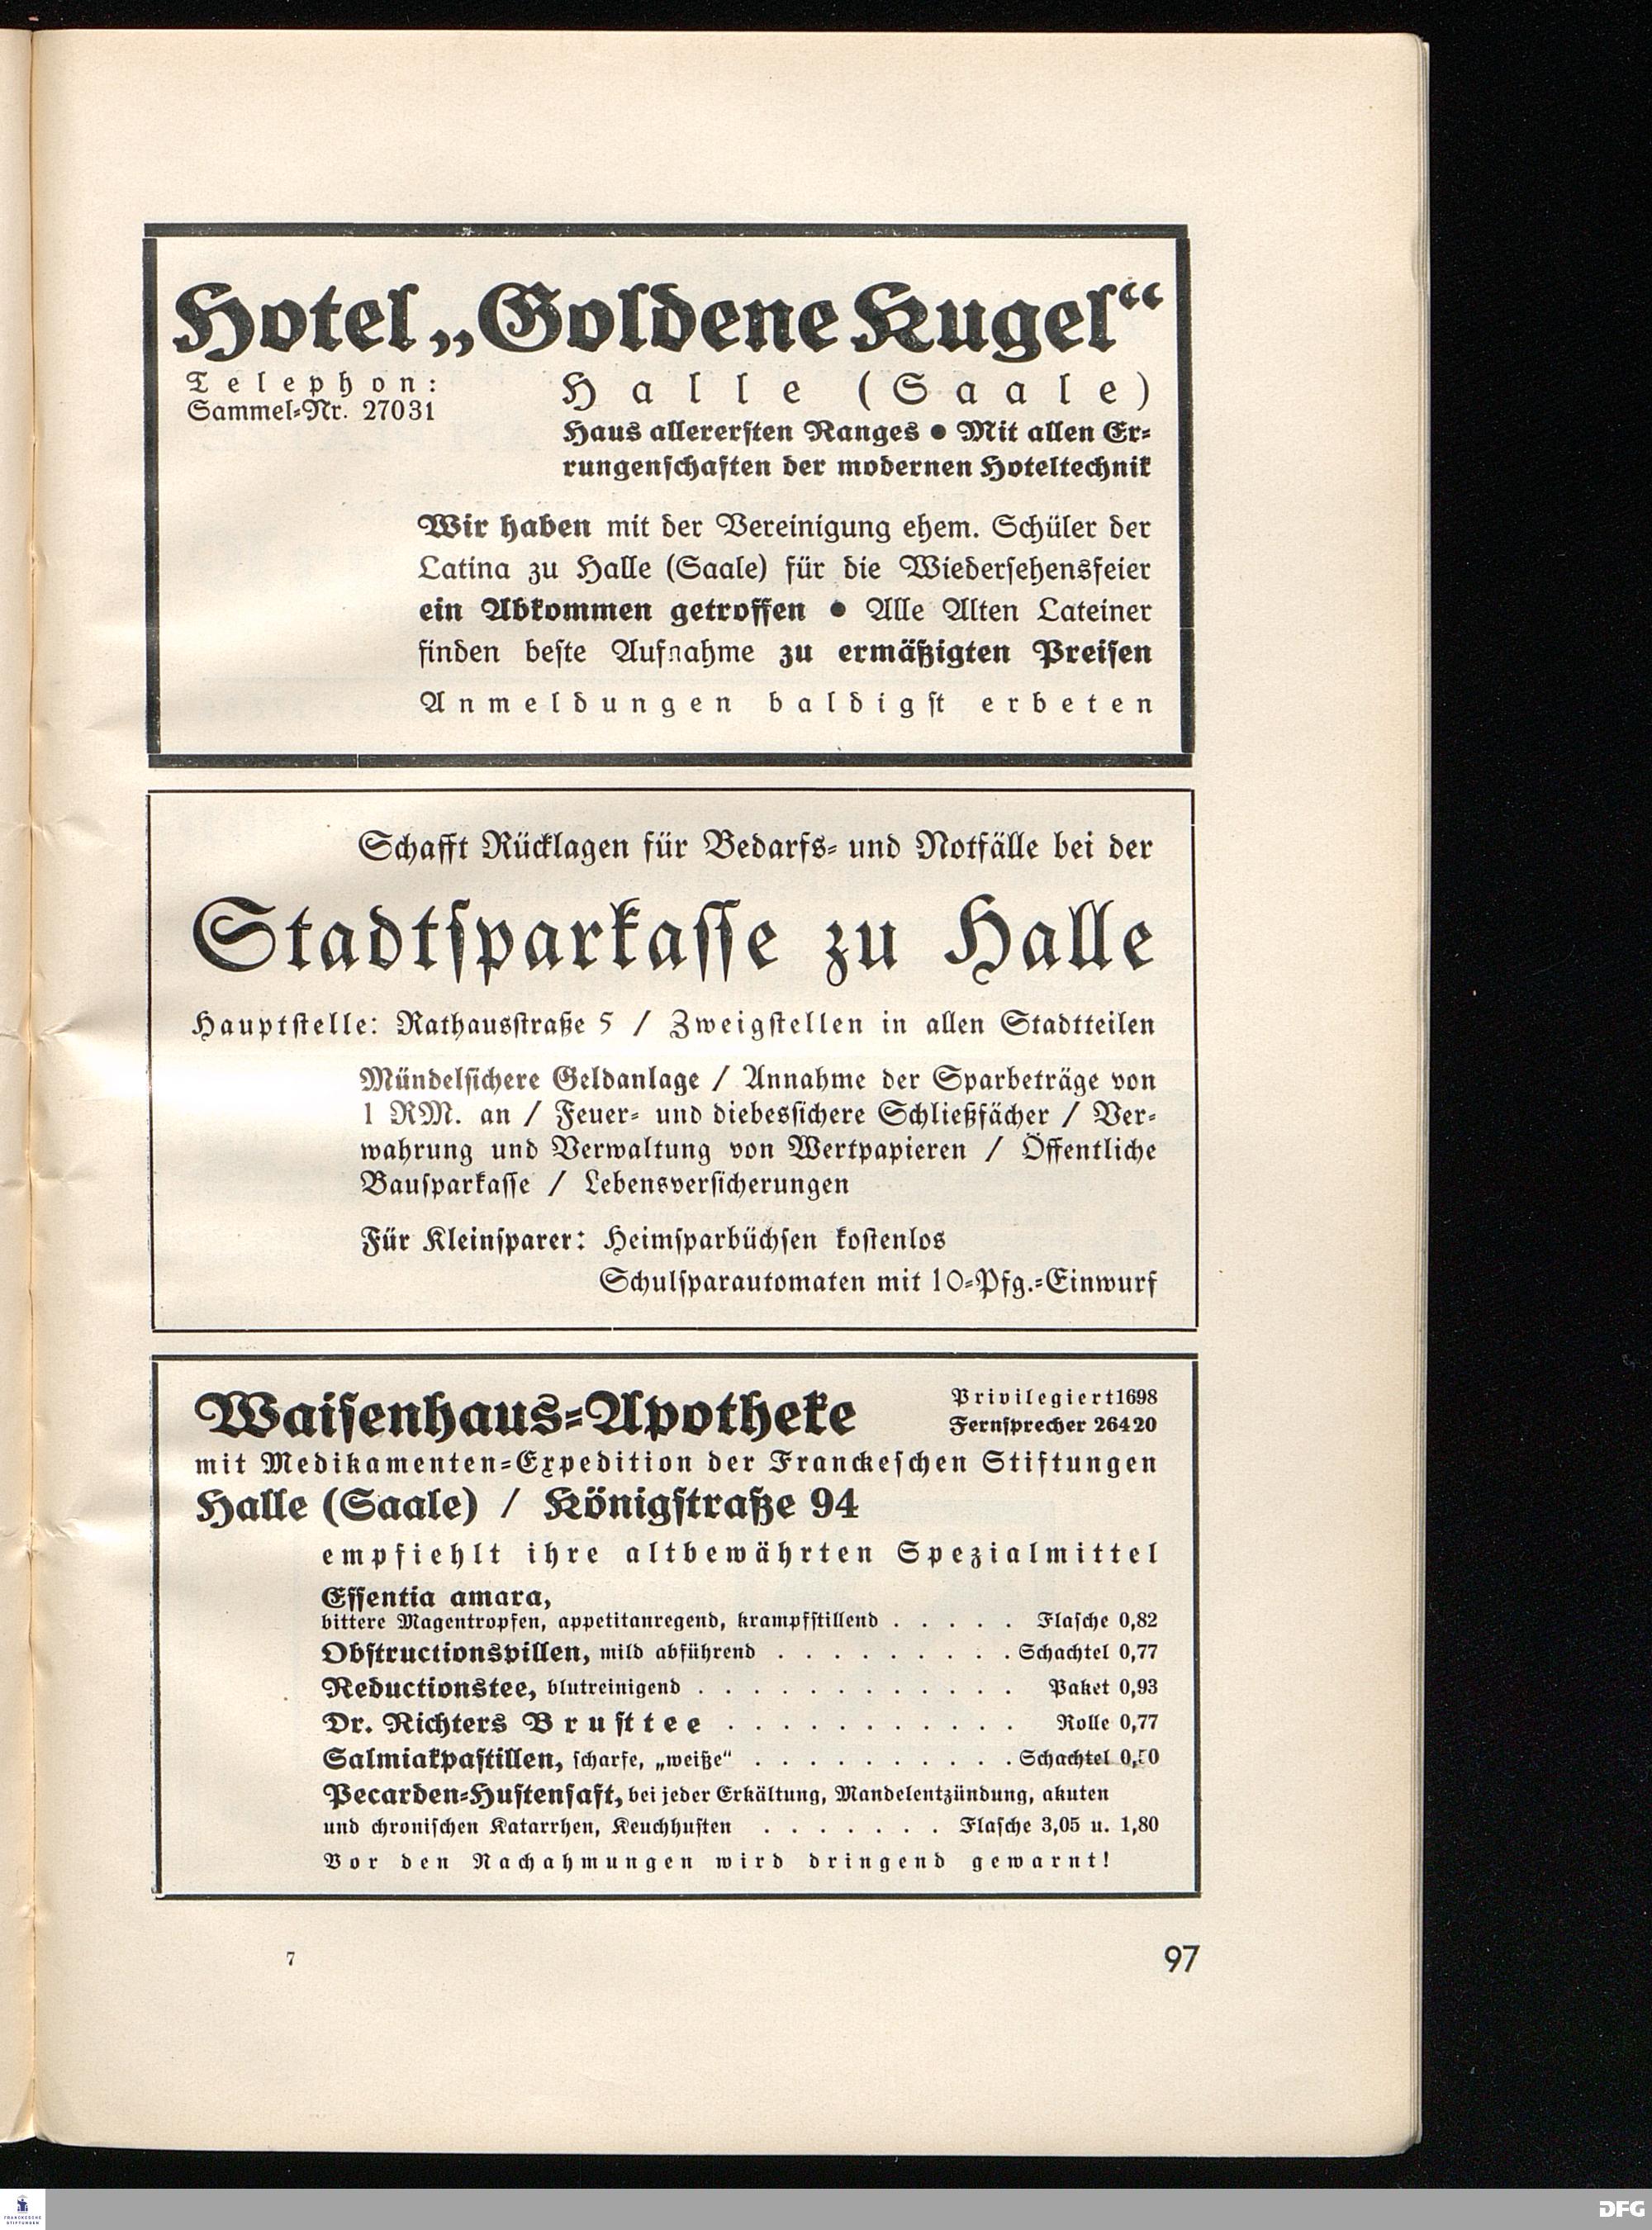 Hotel „Goldene Kugel“
Telephon:
Sammel-Nr. 27031
Halle (Saale)
Haus allerersten Ranges ● Mit allen Er-
rungenschaften der modernen Hoteltechnik
Wir haben mit der Vereinigung ehem. Schüler der
Latina zu Halle (Saale) für die Wiedersehensfeier
ein Abkommen getroffen ● Alle Alten Lateiner
finden beste Aufnahme zu ermäßigten Preisen
Anmeldungen baldigst erbeten
Schafft Rücklagen für Bedarfs- und Notfälle bei der
Stadtsparkasse zu Halle
Hauptstelle: Rathausstraße 5 / Zweigstellen in allen Stadtteilen
Mündelsichere Geldanlage / Annahme der Sparbeträge von
1 RM. an / Feuer- und diebessichere Schließfächer / Ver-
wahrung und Verwaltung von Wertpapieren / Öffentliche
Bausparkasse / Lebensversicherungen
Für Kleinsparer: Heimsparbüchsen kostenlos
Schulsparautomaten mit 10-Pfg.-Einwurf
Waisenhaus-Apotheke
Privilegiert 1698
Fernsprecher 26420
mit Medikamenten-Expedition der Franckeschen Stiftungen
Halle (Saale) / Königstraße 94
empfiehlt ihre altbewährten Spezialmittel
Essentia amara,
bittere Magentropfen, appetitanregend, krampfstillend . . . . . Flasche 0,82
Obstructionspillen, mild abführend . . . . . . . . . Schachtel 0,77
Reductionstee, blutreinigend . . . . . . . . . . . . Paket 0,93
Dr. Richters Brusttee . . . . . . . . . . . Rolle 0,77
Salmiakpastillen, scharfe, „weiße“ . . . . . . . . . . Schachtel 0,50
Pecarden-Hustensaft, bei jeder Erkältung, Mandelentzündung, akuten
und chronischen Katarrhen, Keuchhusten . . . . . . . Flasche 3,05 u. 1,80
Vor den Nachahmungen wird dringend gewarnt!
7
97
FRANCKESCHE
STIFTUNGEN
DFG